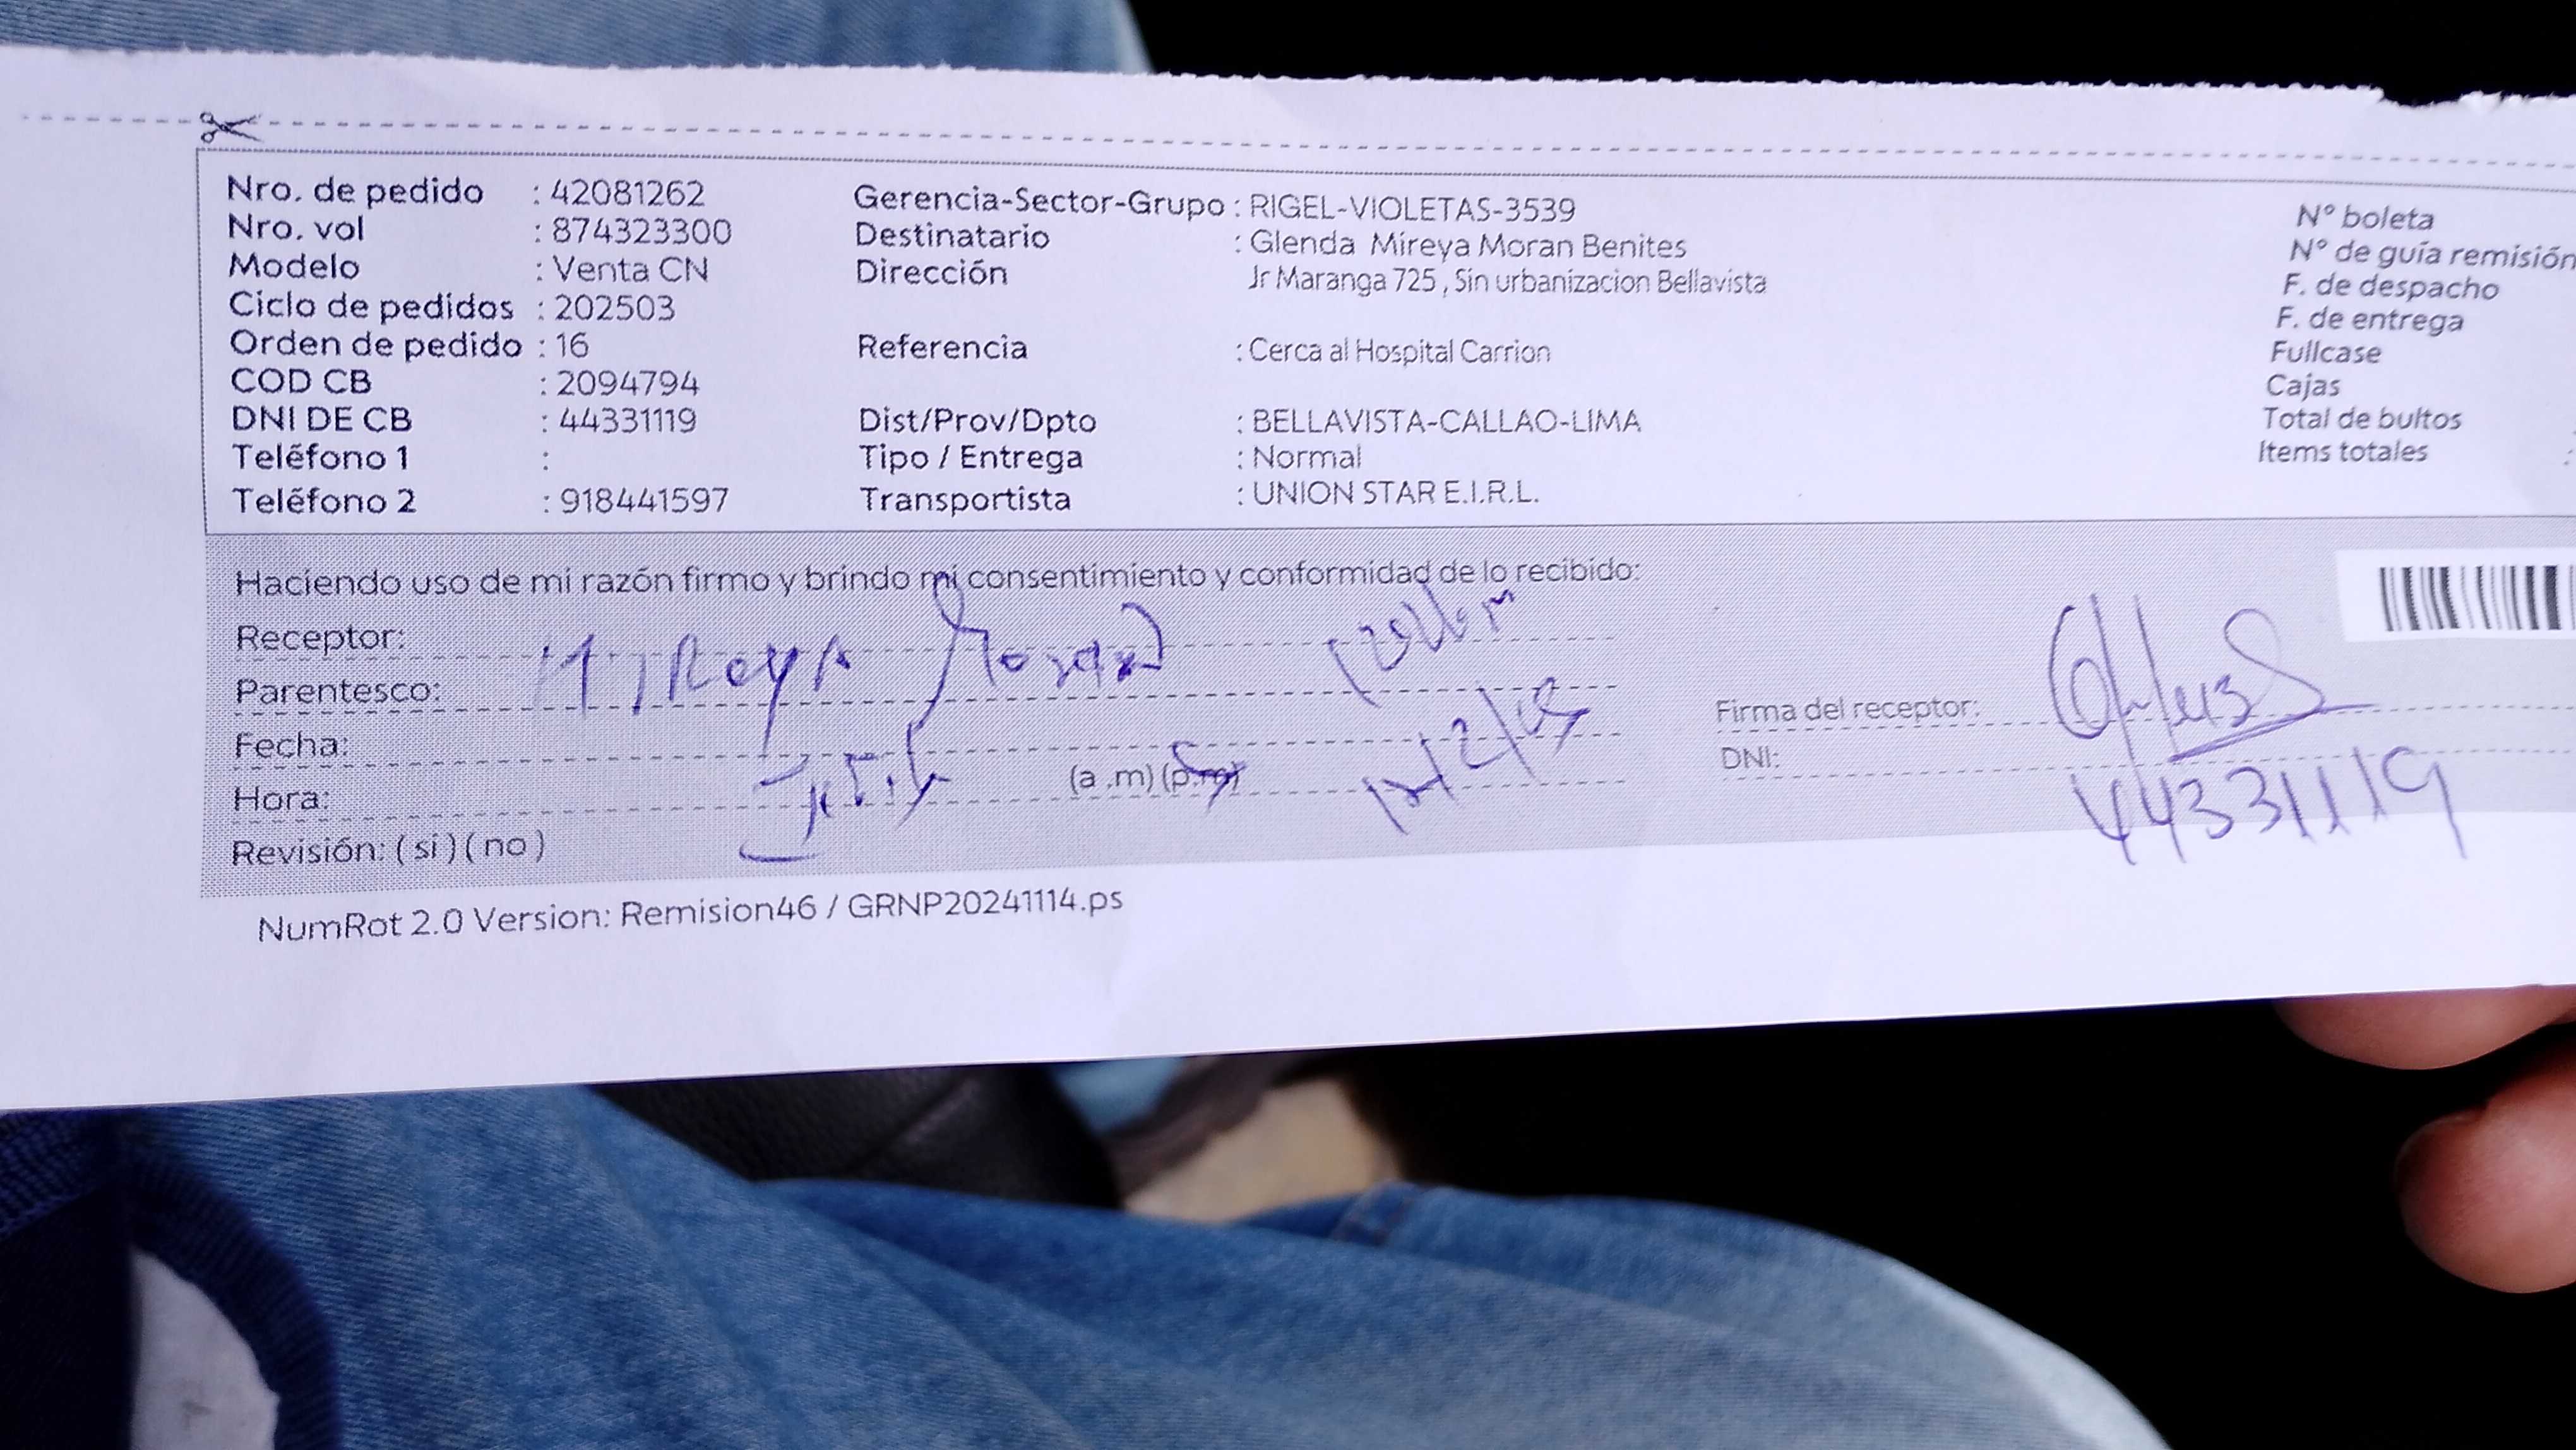 Nro. de pedido : 42081262
Nro. vol : 874323300
Modelo : Venta CN
Ciclo de pedidos : 202503
Orden de pedido : 16
COD CB : 2094794
DNI DE CB : 44331119
Teléfono 1 :
Teléfono 2 : 918441597
Gerencia-Sector-Grupo : RIGEL-VIOLETAS-3539
Destinatario : Glenda Mireya Moran Benites
Dirección Jr Maranga 725 , Sin urbanizacion Bellavista
Referencia : Cerca al Hospital Carrion
Dist/Prov/Dpto : BELLAVISTA-CALLAO-LIMA
Tipo / Entrega : Normal
Transportista : UNION STAR E.I.R.L.
N° boleta
N° de guía remisión
F. de despacho
F. de entrega
Fullcase
Cajas
Total de bultos :
Items totales :
Haciendo uso de mi razón firmo y brindo mi consentimiento y conformidad de lo recibido:
Receptor: MIReyA Moran
Parentesco:
Fecha:
Hora: (a .m) (p.m)
Revisión: ( si ) ( no )
Firma del receptor:
DNI: 44331119
NumRot 2.0 Version: Remision46 / GRNP20241114.ps